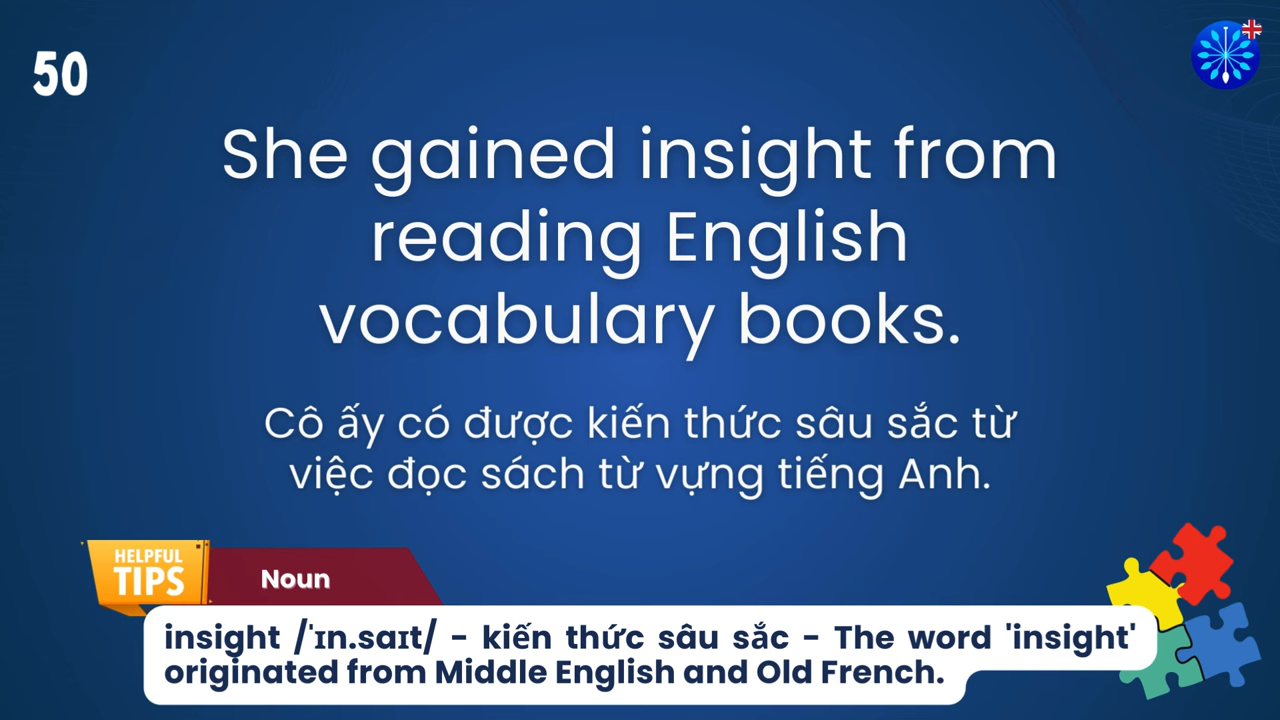 50
She gained insight from
reading English
vocabulary books.
Cô ấy có được kiến thức sâu sắc từ
việc đọc sách từ vựng tiếng Anh.
HELPFUL
TIPS
Noun
insight /ˈɪn.saɪt/ - kiến thức sâu sắc - The word 'insight'
originated from Middle English and Old French.